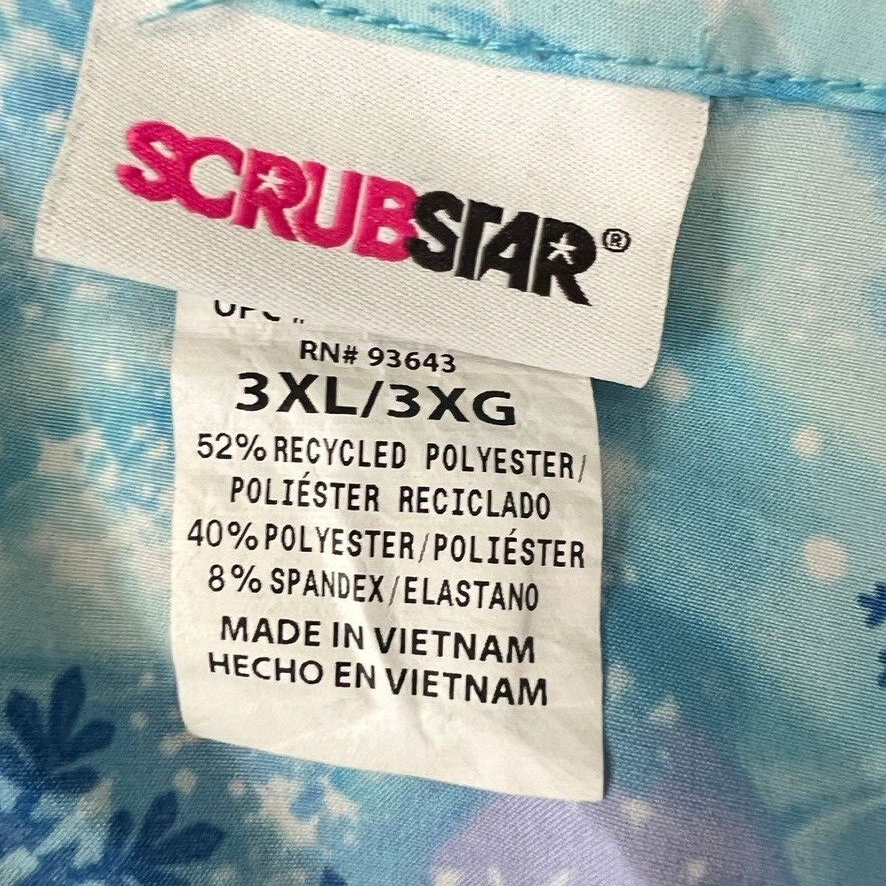 SCRUBSTAR®
UPC #
RN# 93643
3XL/3XG
52% RECYCLED POLYESTER/
POLIÉSTER RECICLADO
40% POLYESTER/POLIÉSTER
8% SPANDEX/ELASTANO
MADE IN VIETNAM
HECHO EN VIETNAM